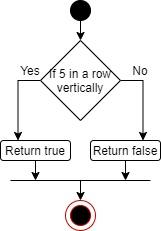 Yes
If 5 in a row
No
vertically
Return true
Return false